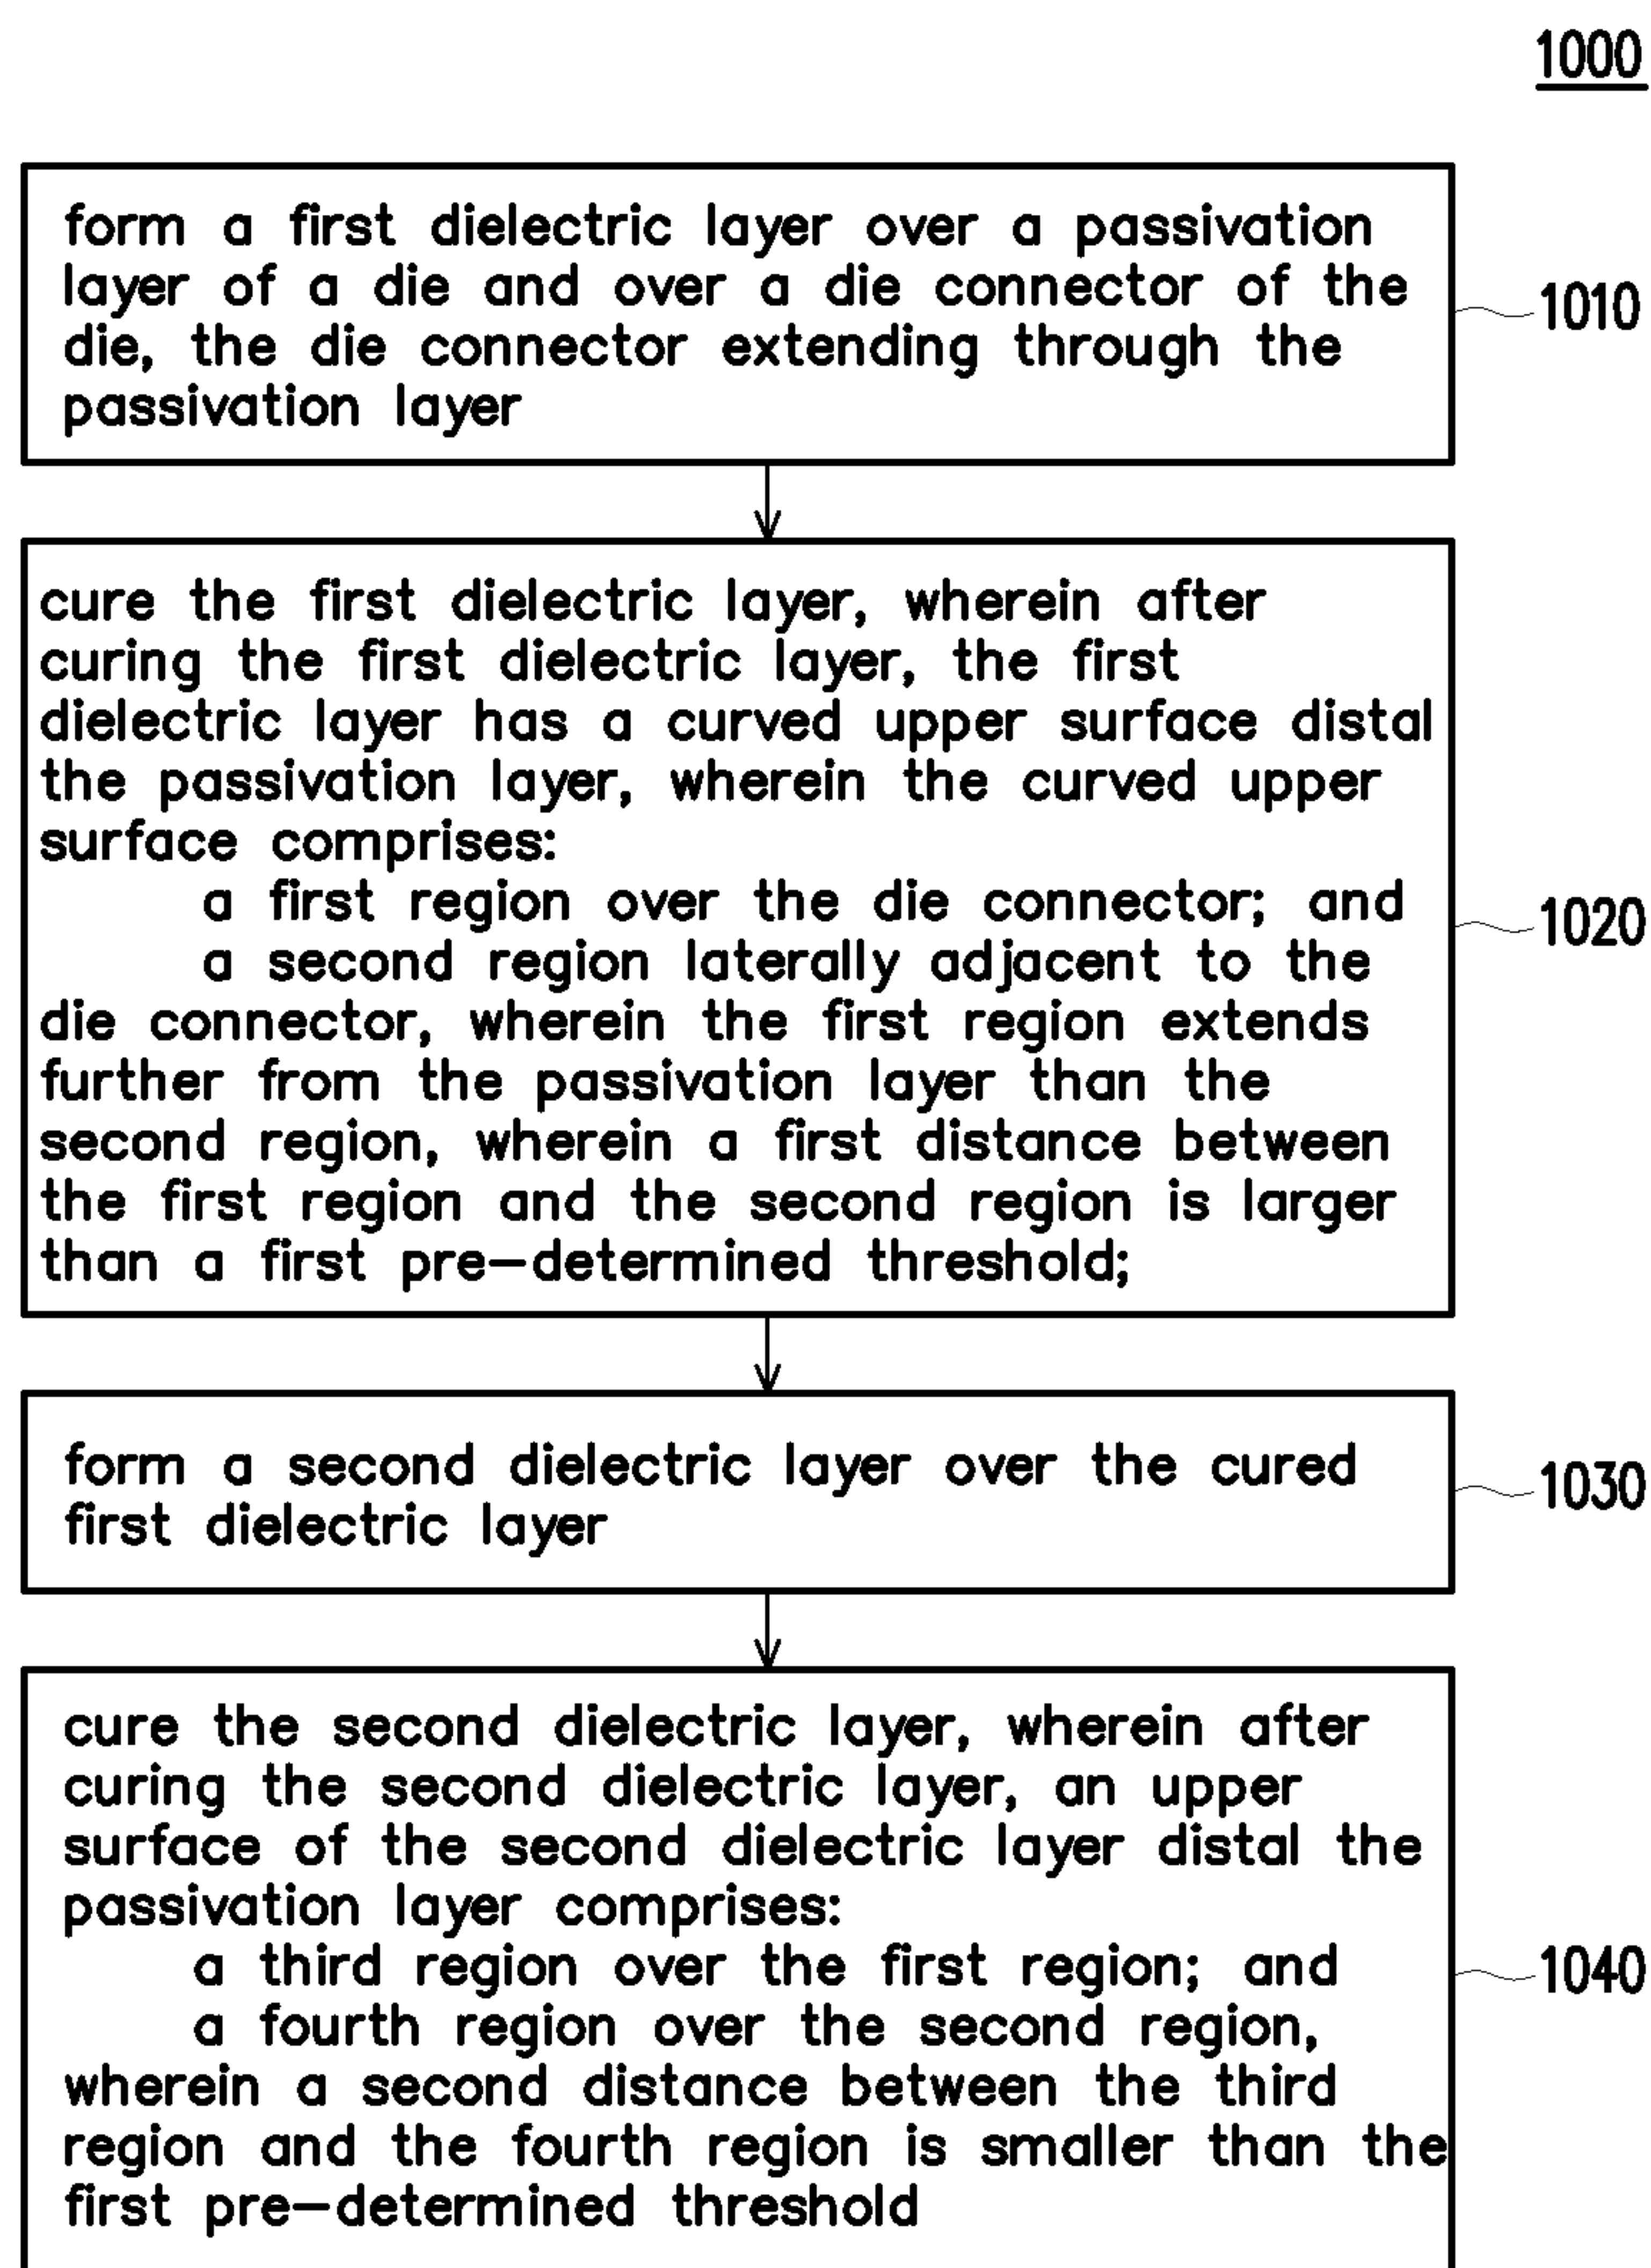 1000
form a first dielectric layer over a passivation
layer of a die and over a die connector of the
die, the die connector extending through the
passivation layer
1010
cure the first dielectric layer, wherein after
curing the first dielectric layer, the first
dielectric layer has a curved upper surface distal
the passivation layer, wherein the curved upper
surface comprises:
a first region over the die connector; and
a second region laterally adjacent to the
die connector, wherein the first region extends
further from the passivation layer than the
second region, wherein a first distance between
the first region and the second region is larger
than a first pre-determined threshold;
1020
form a second dielectric layer over the cured
first dielectric layer
1030
cure the second dielectric layer, wherein after
curing the second dielectric layer, an upper
surface of the second dielectric layer distal the
passivation layer comprises:
a third region over the first region; and
a fourth region over the second region,
wherein a second distance between the third
region and the fourth region is smaller than the
first pre-determined threshold
1040